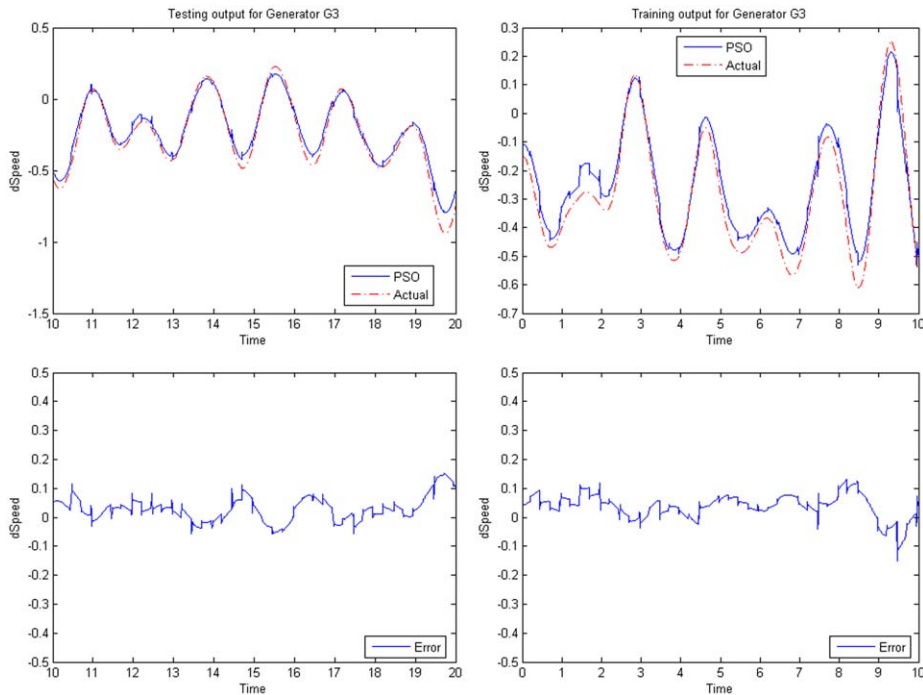 Testing output for Generator G3
0.5
0
-0.5
-1
-1.5
dSpeed
PSO
Actual
10 11 12 13 14 15 16 17 18 19 20
Time
Training output for Generator G3
0.3
0.2
0.1
0
-0.1
-0.2
-0.3
-0.4
-0.5
-0.6
-0.7
dSpeed
PSO
Actual
0 1 2 3 4 5 6 7 8 9 10
Time
0.5
0.4
0.3
0.2
0.1
0
-0.1
-0.2
-0.3
-0.4
-0.5
dSpeed
Error
10 11 12 13 14 15 16 17 18 19 20
Time
0.5
0.4
0.3
0.2
0.1
0
-0.1
-0.2
-0.3
-0.4
-0.5
dSpeed
Error
0 1 2 3 4 5 6 7 8 9 10
Time